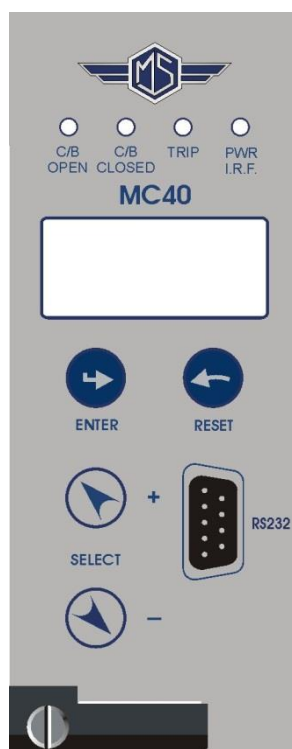 MS
C/B OPEN
C/B CLOSED
TRIP
PWR I.R.F.
MC40
ENTER
RESET
+
RS232
SELECT
–